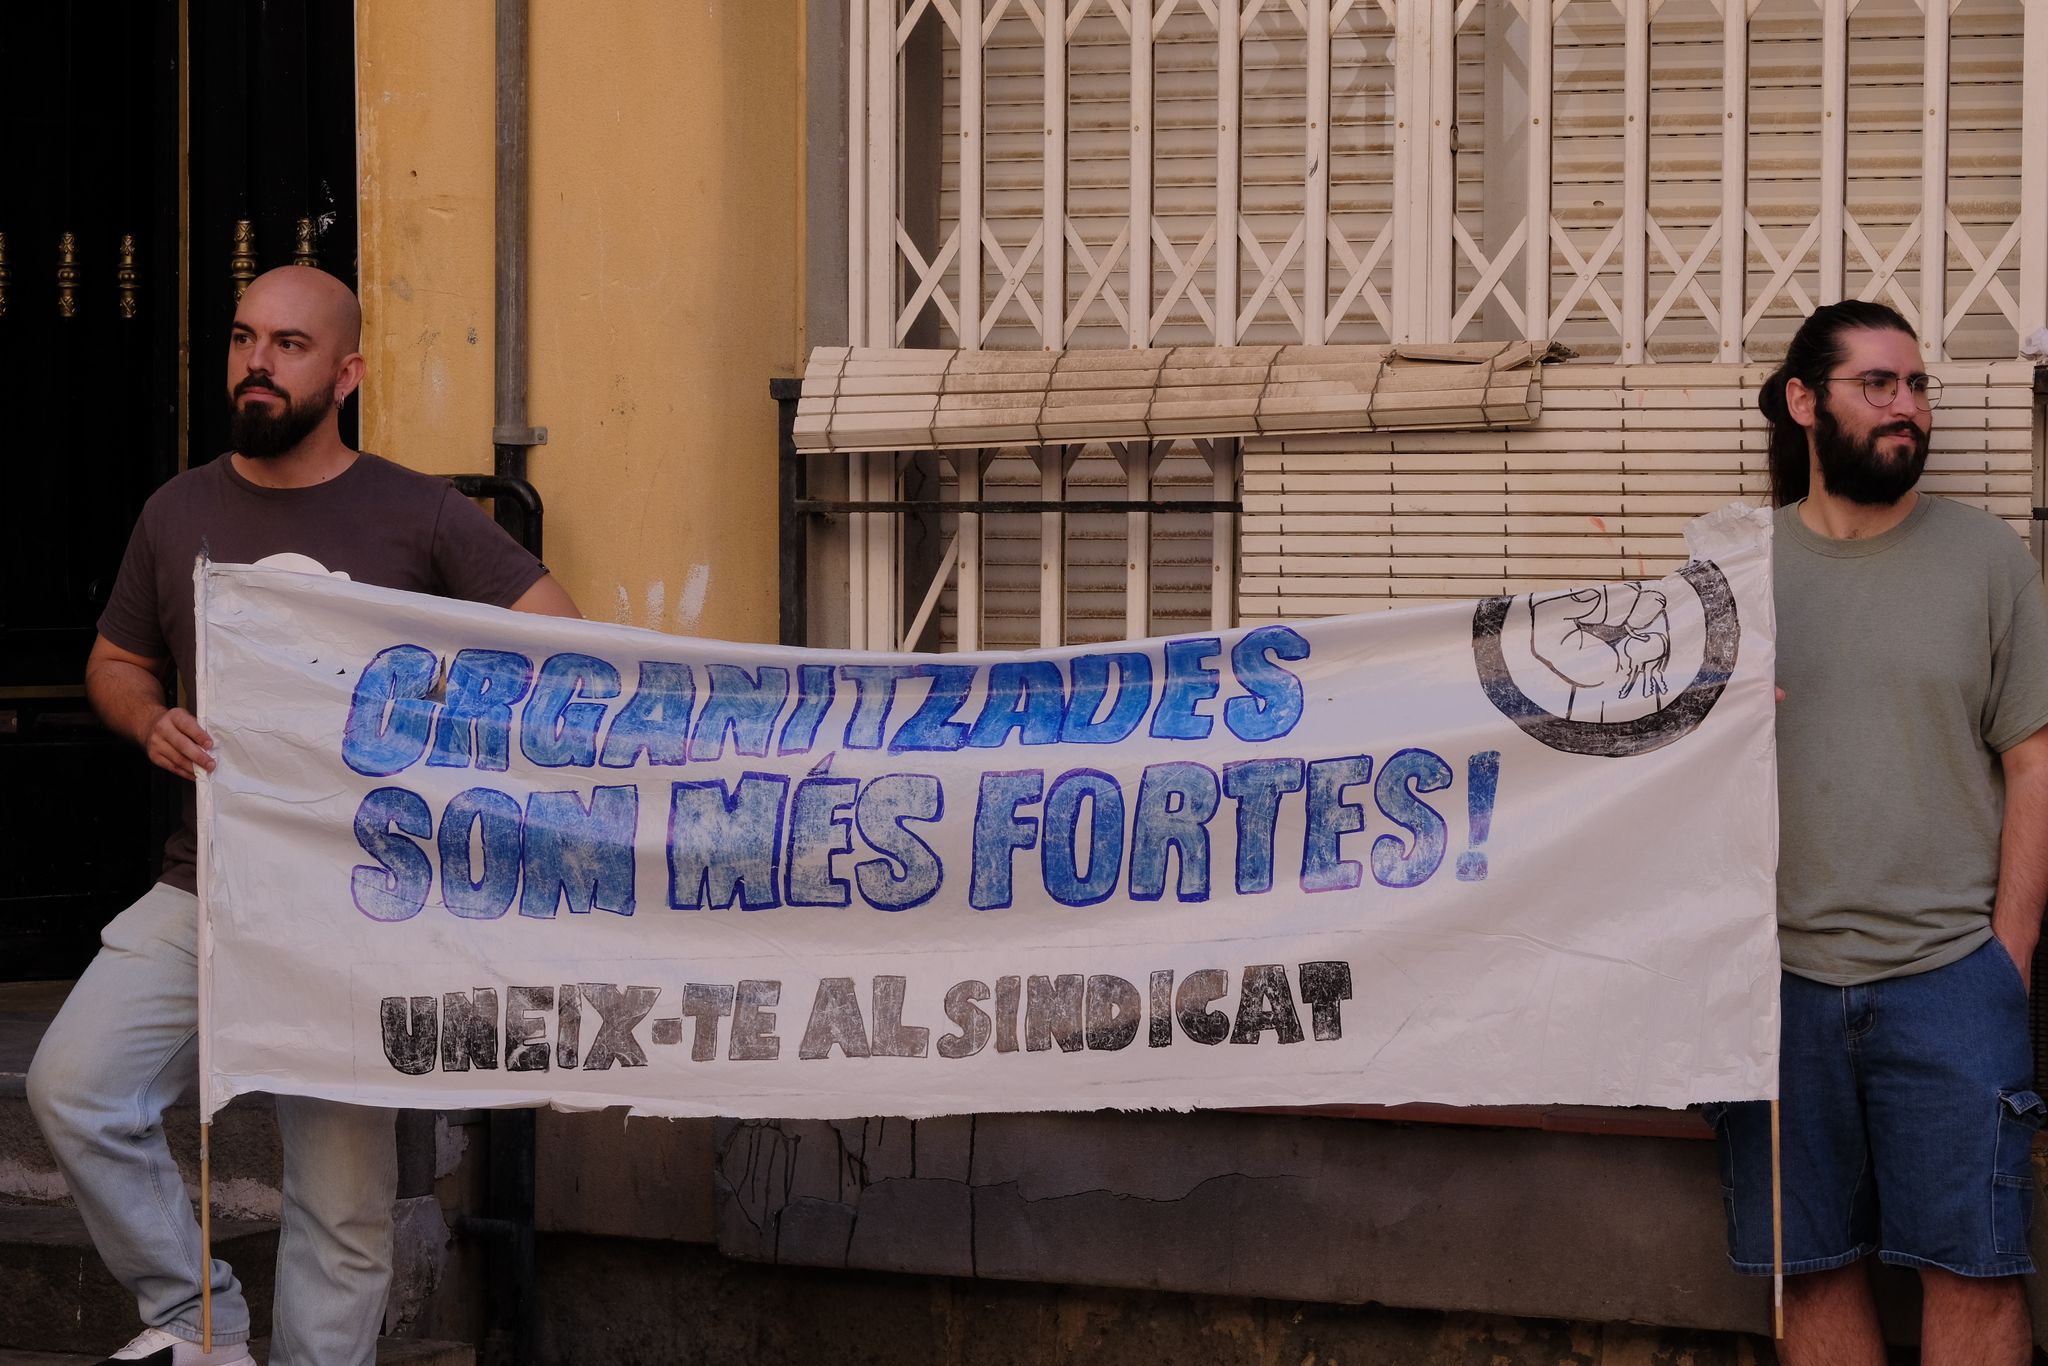 ORGANITZADES
SOM MÉS FORTES!
UNEIX-TE AL SINDICAT